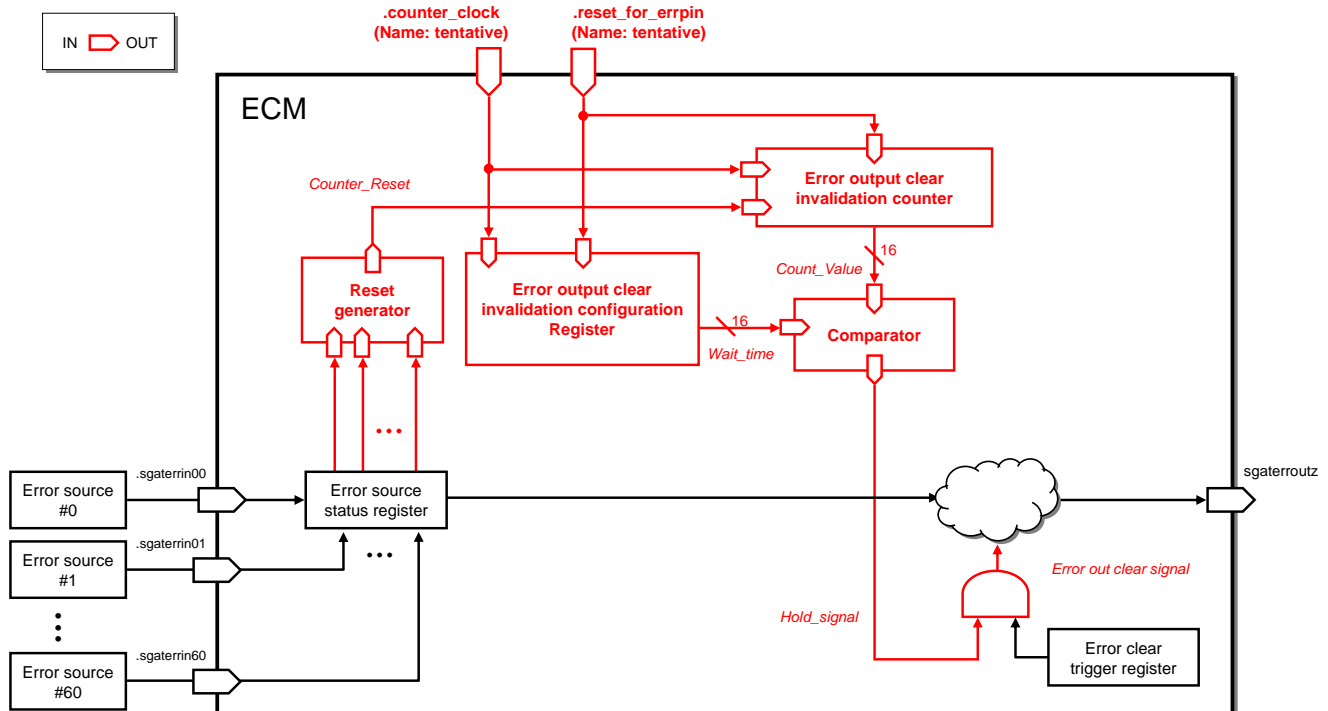 .counter_clock
(Name: tentative)
.reset_for_errpin
(Name: tentative)
IN OUT
ECM
Counter_Reset
Error output clear
invalidation counter
16
Count_Value
Reset
generator
Error output clear
invalidation configuration
Register
16
Wait_time
Comparator
...
.sgaterrin00
Error source
#0
Error source
status register
sgaterroutz
.sgaterrin01
Error source
#1
...
Error out clear signal
...
Hold_signal
.sgaterrin60
Error source
#60
Error clear
trigger register